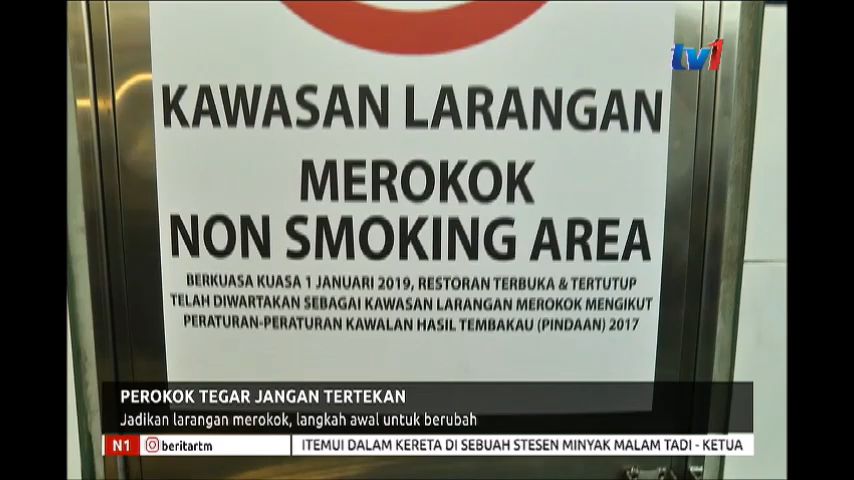 tv1
KAWASAN LARANGAN
MEROKOK
NON SMOKING AREA
BERKUASA KUASA 1 JANUARI 2019, RESTORAN TERBUKA & TERTUTUP
TELAH DIWARTAKAN SEBAGAI KAWASAN LARANGAN MEROKOK MENGIKUT
PERATURAN-PERATURAN KAWALAN HASIL TEMBAKAU (PINDAAN) 2017
PEROKOK TEGAR JANGAN TERTEKAN
Jadikan larangan merokok, langkah awal untuk berubah
N1 beritartm ITEMUI DALAM KERETA DI SEBUAH STESEN MINYAK MALAM TADI - KETUA